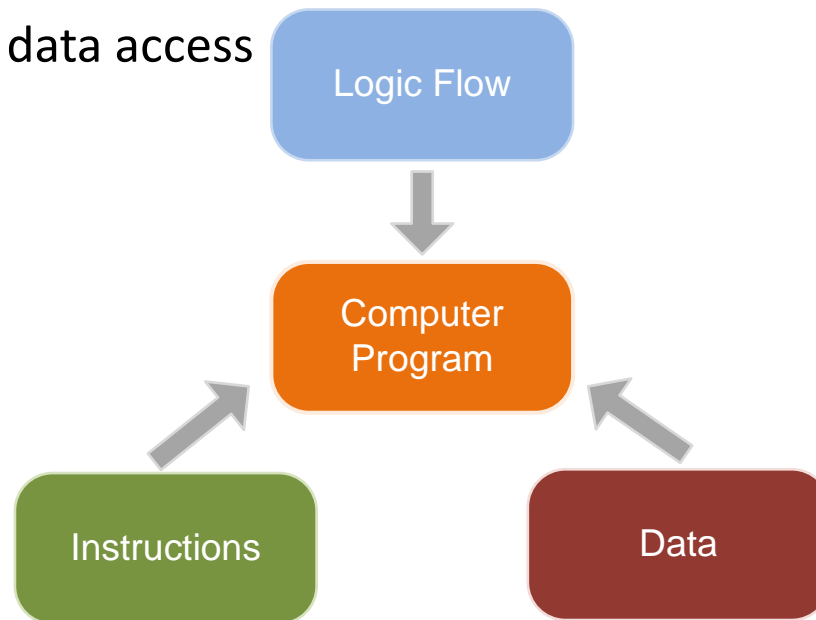 data access
Logic Flow
Computer
Program
Instructions
Data